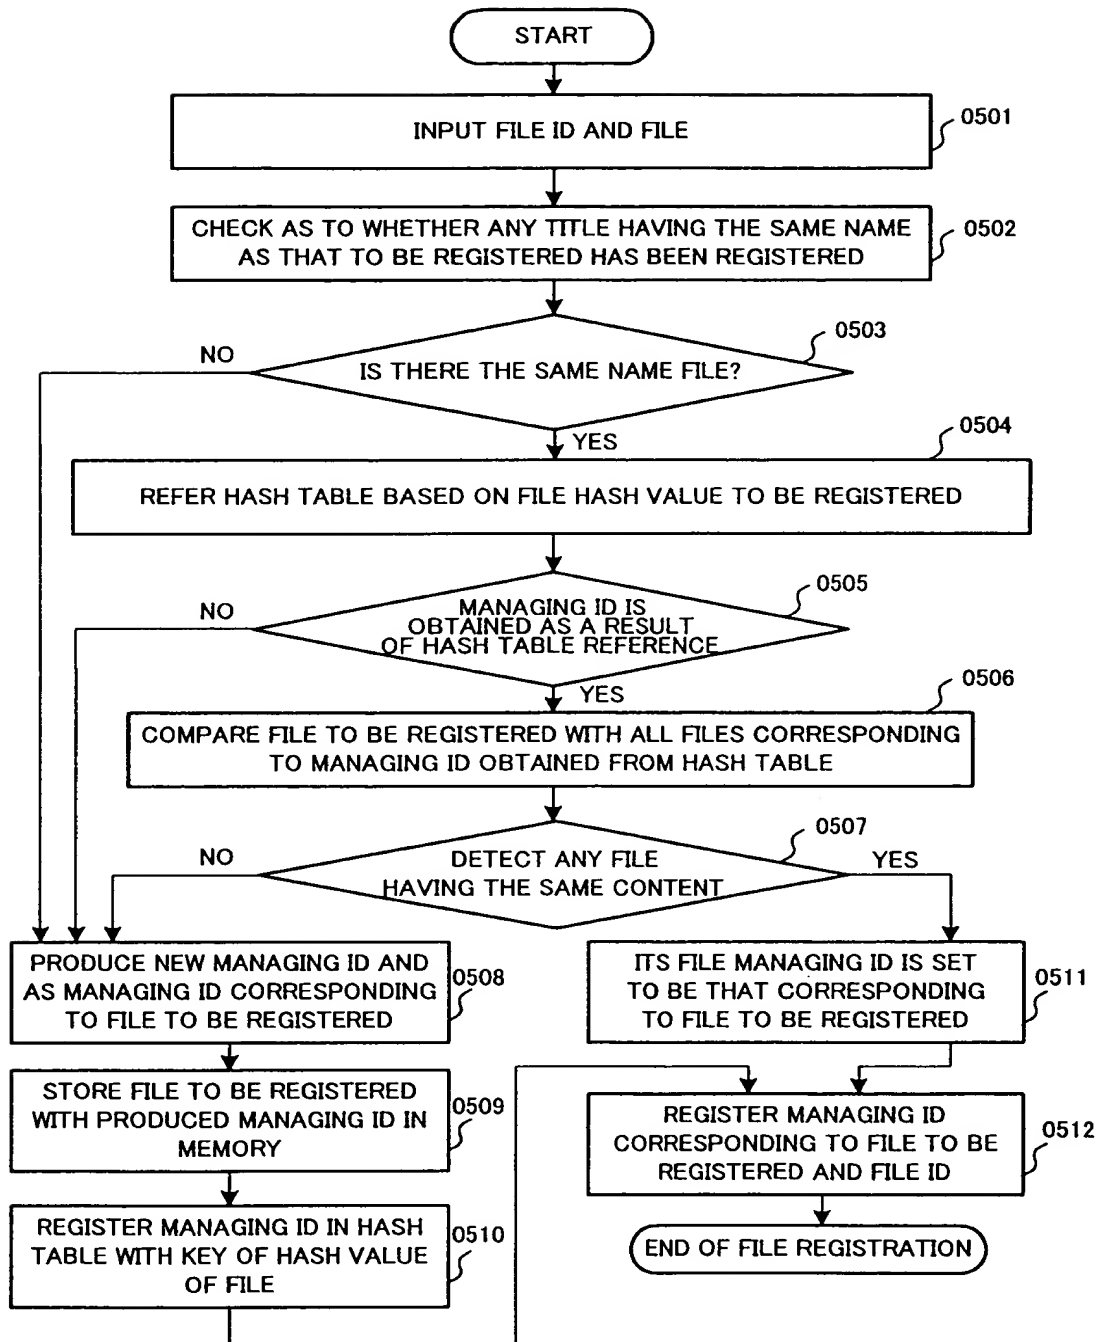 START
INPUT FILE ID AND FILE
0501
CHECK AS TO WHETHER ANY TITLE HAVING THE SAME NAME
AS THAT TO BE REGISTERED HAS BEEN REGISTERED
0502
0503
NO
IS THERE THE SAME NAME FILE?
YES
0504
REFER HASH TABLE BASED ON FILE HASH VALUE TO BE REGISTERED
0505
NO
MANAGING ID IS
OBTAINED AS A RESULT
OF HASH TABLE REFERENCE
YES
0506
COMPARE FILE TO BE REGISTERED WITH ALL FILES CORRESPONDING
TO MANAGING ID OBTAINED FROM HASH TABLE
0507
NO
DETECT ANY FILE
HAVING THE SAME CONTENT
YES
PRODUCE NEW MANAGING ID AND
AS MANAGING ID CORRESPONDING
TO FILE TO BE REGISTERED
0508
ITS FILE MANAGING ID IS SET
TO BE THAT CORRESPONDING
TO FILE TO BE REGISTERED
0511
STORE FILE TO BE REGISTERED
WITH PRODUCED MANAGING ID IN
MEMORY
0509
REGISTER MANAGING ID
CORRESPONDING TO FILE TO BE
REGISTERED AND FILE ID
0512
REGISTER MANAGING ID IN HASH
TABLE WITH KEY OF HASH VALUE
OF FILE
0510
END OF FILE REGISTRATION